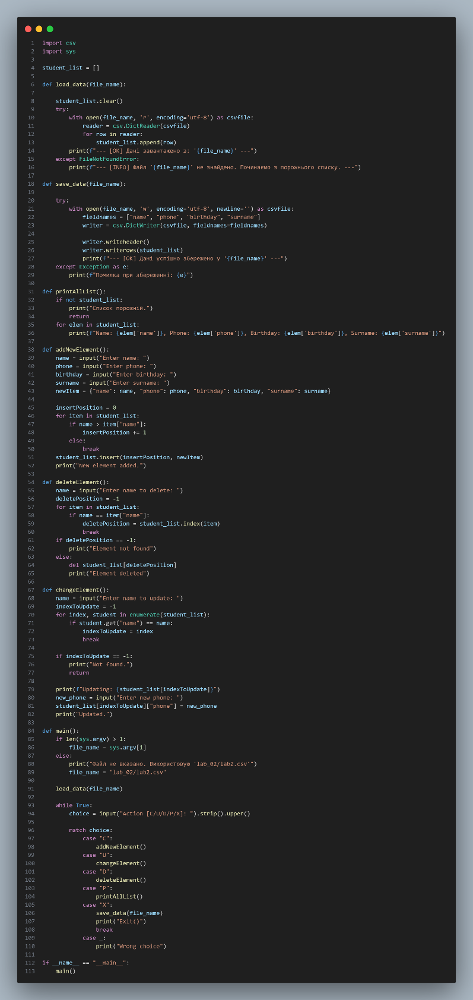 1 import csv
2 import sys
3
4 student_list = []
5
6 def load_data(file_name):
7
8     student_list.clear()
9     try:
10         with open(file_name, 'r', encoding='utf-8') as csvfile:
11             reader = csv.DictReader(csvfile)
12             for row in reader:
13                 student_list.append(row)
14         print(f"--- [OK] Дані завантажено з: '{file_name}' ---")
15     except FileNotFoundError:
16         print(f"--- [INFO] Файл '{file_name}' не знайдено. Починаємо з порожнього списку. ---")
17
18 def save_data(file_name):
19
20     try:
21         with open(file_name, 'w', encoding='utf-8', newline='') as csvfile:
22             fieldnames = ["name", "phone", "birthday", "surname"]
23             writer = csv.DictWriter(csvfile, fieldnames=fieldnames)
24
25             writer.writeheader()
26             writer.writerows(student_list)
27             print(f"--- [OK] Дані успішно збережено у '{file_name}' ---")
28     except Exception as e:
29         print(f"Помилка при збереженні: {e}")
30
31 def printAllList():
32     if not student_list:
33         print("Список порожній.")
34         return
35     for elem in student_list:
36         print(f"Name: {elem['name']}, Phone: {elem['phone']}, Birthday: {elem['birthday']}, Surname: {elem['surname']}")
37
38 def addNewElement():
39     name = input("Enter name: ")
40     phone = input("Enter phone: ")
41     birthday = input("Enter birthday: ")
42     surname = input("Enter surname: ")
43     newItem = {"name": name, "phone": phone, "birthday": birthday, "surname": surname}
44
45     insertPosition = 0
46     for item in student_list:
47         if name > item["name"]:
48             insertPosition += 1
49         else:
50             break
51     student_list.insert(insertPosition, newItem)
52     print("New element added.")
53
54 def deleteElement():
55     name = input("Enter name to delete: ")
56     deletePosition = -1
57     for item in student_list:
58         if name == item["name"]:
59             deletePosition = student_list.index(item)
60             break
61     if deletePosition == -1:
62         print("Element not found")
63     else:
64         del student_list[deletePosition]
65         print("Element deleted")
66
67 def changeElement():
68     name = input("Enter name to update: ")
69     indexToUpdate = -1
70     for index, student in enumerate(student_list):
71         if student.get("name") == name:
72             indexToUpdate = index
73             break
74
75     if indexToUpdate == -1:
76         print("Not found.")
77         return
78
79     print(f"Updating: {student_list[indexToUpdate]}")
80     new_phone = input("Enter new phone: ")
81     student_list[indexToUpdate]["phone"] = new_phone
82     print("Updated.")
83
84 def main():
85     if len(sys.argv) > 1:
86         file_name = sys.argv[1]
87     else:
88         print("Файл не вказано. Використовую 'lab_02/lab2.csv'")
89         file_name = "lab_02/lab2.csv"
90
91     load_data(file_name)
92
93     while True:
94         choice = input("Action [C/U/D/P/X]: ").strip().upper()
95
96         match choice:
97             case "C":
98                 addNewElement()
99             case "U":
100                 changeElement()
101             case "D":
102                 deleteElement()
103             case "P":
104                 printAllList()
105             case "X":
106                 save_data(file_name)
107                 print("Exit()")
108                 break
109             case _:
110                 print("Wrong choice")
111
112 if __name__ == "__main__":
113     main()